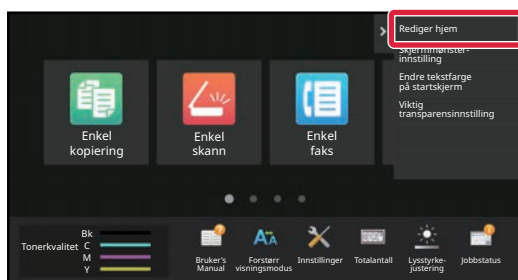 Rediger hjem
Skjermmønster-
innstilling
Endre tekstfarge
på startskjerm
Viktig
transparensinnstilling
Enkel
kopiering
Enkel
skann
Enkel
faks
Tonerkvalitet
Bk
C
M
Y
Bruker's
Manual
Forstørr
visningsmodus
Innstillinger
Totalantall
Lysstyrke-
justering
Jobbstatus